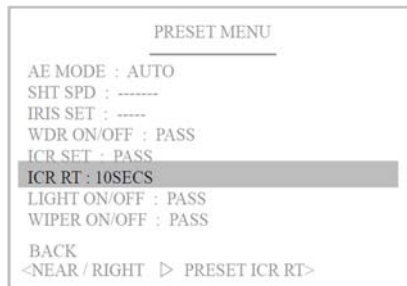 PRESET MENU
AE MODE : AUTO
SHT SPD : -------
IRIS SET : -----
WDR ON/OFF : PASS
ICR SET : PASS
ICR RT : 10SECS
LIGHT ON/OFF : PASS
WIPER ON/OFF : PASS
BACK
<NEAR / RIGHT ▷ PRESET ICR RT>